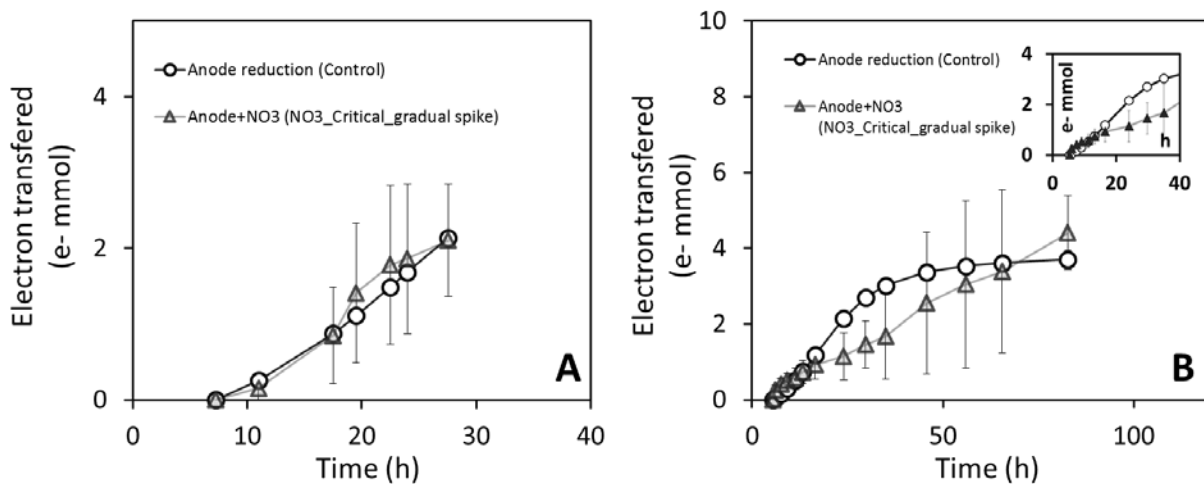 Electron transfered
(e- mmol)
4
2
0
Anode reduction (Control)
Anode+NO3 (NO3_Critical_gradual spike)
A
0 10 20 30 40
Time (h)
Electron transfered
(e- mmol)
10
8
6
4
2
0
Anode reduction (Control)
Anode+NO3
(NO3_Critical_gradual spike)
e- mmol
4
2
0
h
0 20 40
B
0 50 100
Time (h)